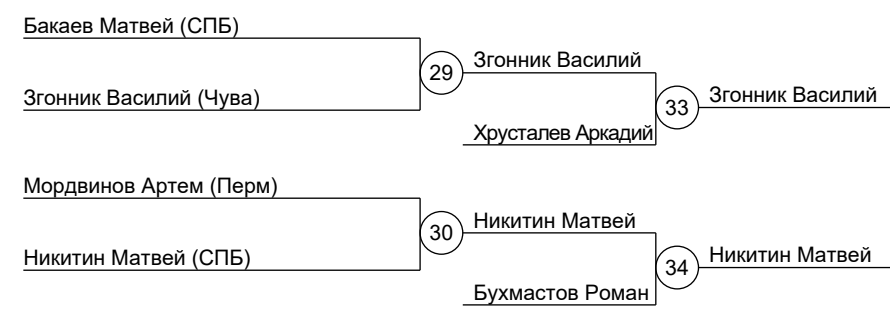 Бакаев Матвей (СПБ)
Згонник Василий (Чува)
29
Згонник Василий
Хрусталев Аркадий
33
Згонник Василий
Мордвинов Артем (Перм)
Никитин Матвей (СПБ)
30
Никитин Матвей
Бухмастов Роман
34
Никитин Матвей